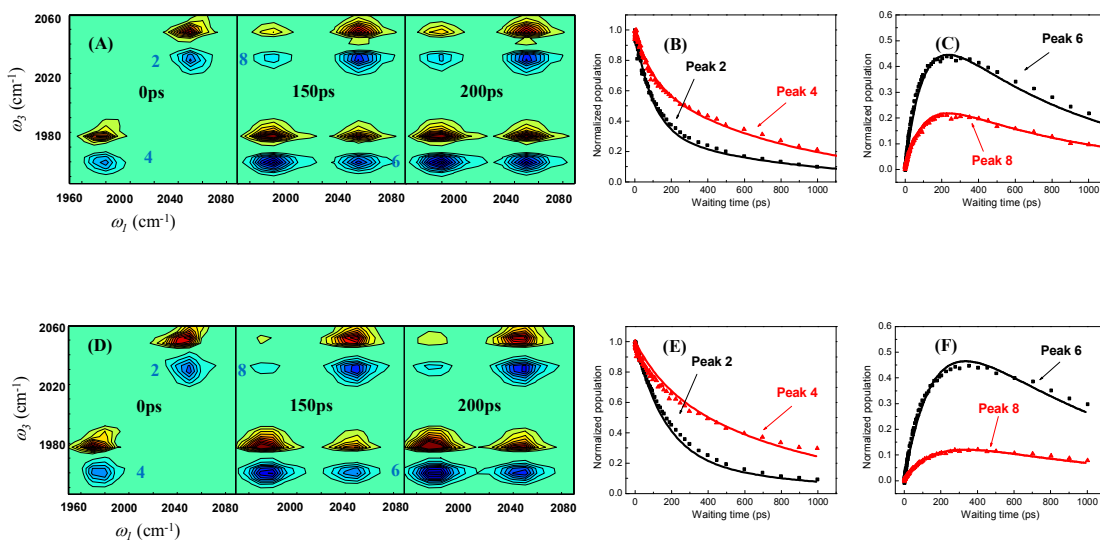 (A)
2060
2020
1980
ω3 (cm-1)
2
8
0ps
150ps
200ps
4
6
1960
2000
2040
2080
2000
2040
2080
2000
2040
2080
ω1 (cm-1)
(B)
Normalized population
1.0
0.8
0.6
0.4
0.2
0.0
Peak 2
Peak 4
0
200
400
600
800
1000
Waiting time (ps)
(C)
Normalized population
0.6
0.5
0.4
0.3
0.2
0.1
0.0
Peak 6
Peak 8
0
200
400
600
800
1000
Waiting time (ps)
(D)
2060
2020
1980
ω3 (cm-1)
2
8
0ps
150ps
200ps
4
6
1960
2000
2040
2080
2000
2040
2080
2000
2040
2080
ω1 (cm-1)
(E)
Normalized population
1.0
0.8
0.6
0.4
0.2
0.0
Peak 2
Peak 4
0
200
400
600
800
1000
Waiting time (ps)
(F)
Normalized population
0.6
0.5
0.4
0.3
0.2
0.1
0.0
Peak 6
Peak 8
0
200
400
600
800
1000
Waiting time (ps)